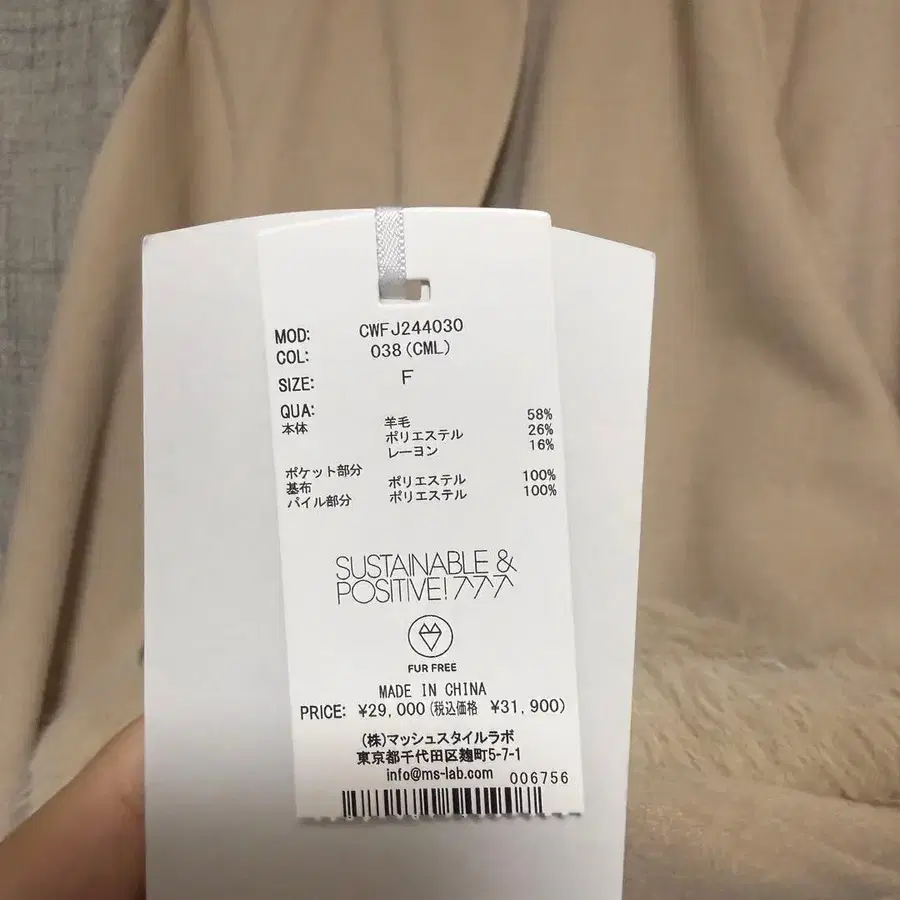 MOD: CWFJ244030
COL: 038(CML)
SIZE: F
QUA:
本体 羊毛 58%
ポリエステル 26%
レーヨン 16%
ポケット部分
基布 ポリエステル 100%
パイル部分 ポリエステル 100%
SUSTAINABLE &
POSITIVE!
FUR FREE
MADE IN CHINA
PRICE: ¥29,000(税込価格 ¥31,900)
(株)マッシュスタイルラボ
東京都千代田区麹町5-7-1
info@ms-lab.com 006756